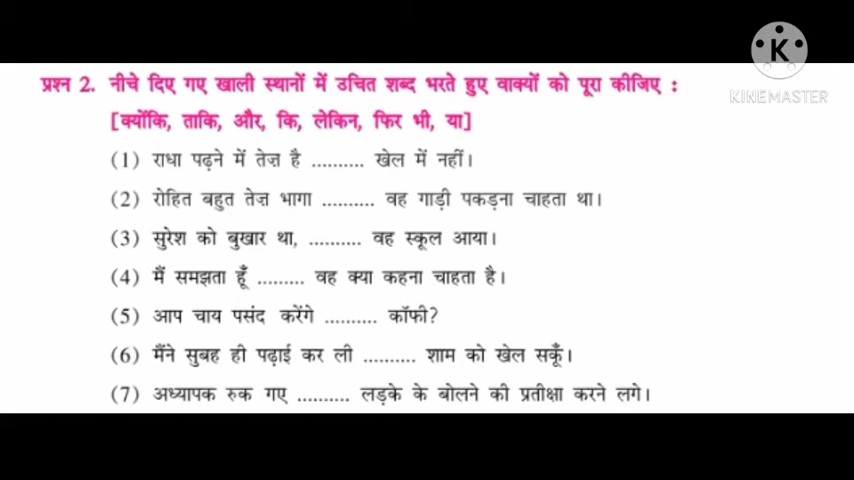 K
KINEMASTER
प्रश्न 2. नीचे दिए गए खाली स्थानों में उचित शब्द भरते हुए वाक्यों को पूरा कीजिए :
[क्योंकि, ताकि, और, कि, लेकिन, फिर भी, या]
(1) राधा पढ़ने में तेज़ है .......... खेल में नहीं।
(2) रोहित बहुत तेज़ भागा .......... वह गाड़ी पकड़ना चाहता था।
(3) सुरेश को बुखार था, .......... वह स्कूल आया।
(4) मैं समझता हूँ ......... वह क्या कहना चाहता है।
(5) आप चाय पसंद करेंगे .......... कॉफी?
(6) मैंने सुबह ही पढ़ाई कर ली .......... शाम को खेल सकूँ।
(7) अध्यापक रुक गए .......... लड़के के बोलने की प्रतीक्षा करने लगे।